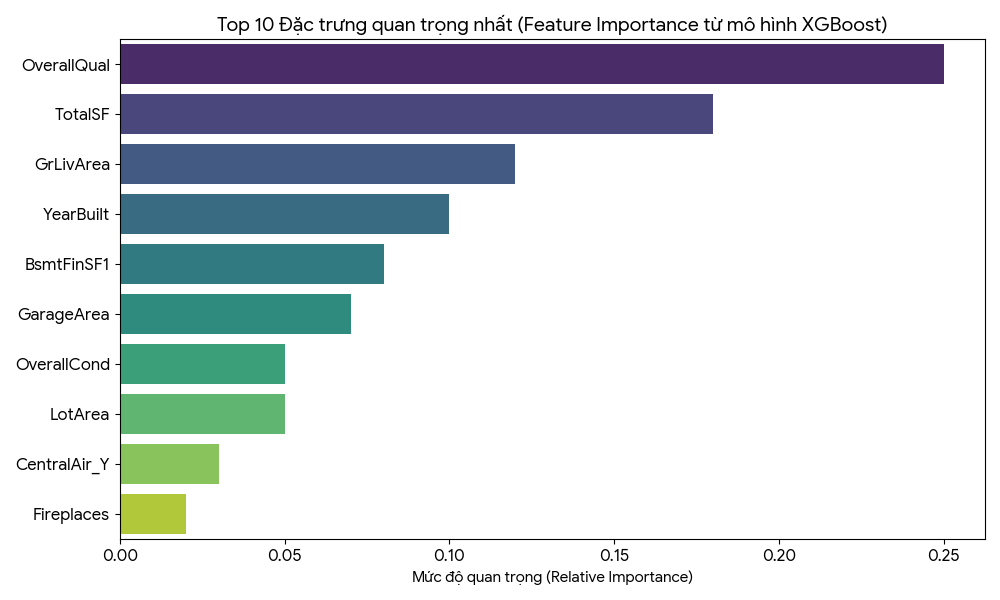 Top 10 Đặc trưng quan trọng nhất (Feature Importance từ mô hình XGBoost)
OverallQual
TotalSF
GrLivArea
YearBuilt
BsmtFinSF1
GarageArea
OverallCond
LotArea
CentralAir_Y
Fireplaces
0.00 0.05 0.10 0.15 0.20 0.25
Mức độ quan trọng (Relative Importance)